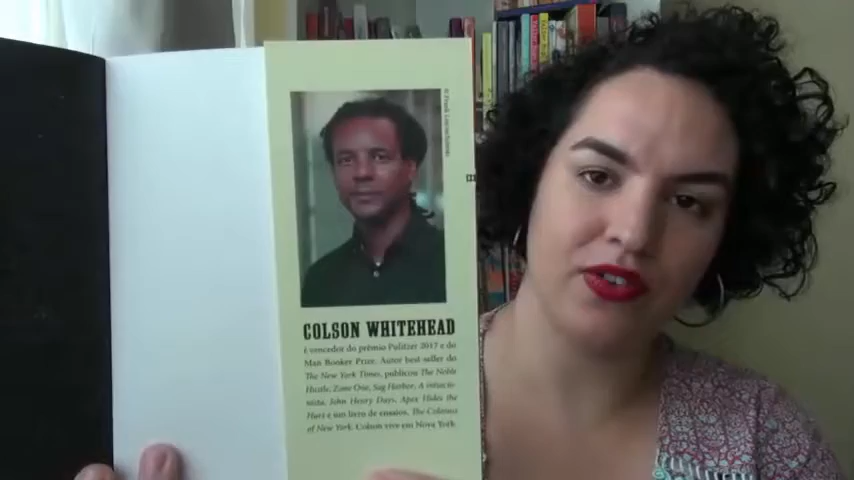 COLSON WHITEHEAD
é vencedor do prêmio Pulitzer 2017 e do
Man Booker Prize. Autor best-seller do
The New York Times, publicou The Noble
Hustle, Zone One, Sag Harbor, A intuicio-
nista, John Henry Days, Apex Hides the
Hurt e um livro de ensaios, The Colossus
of New York. Colson vive em Nova York.